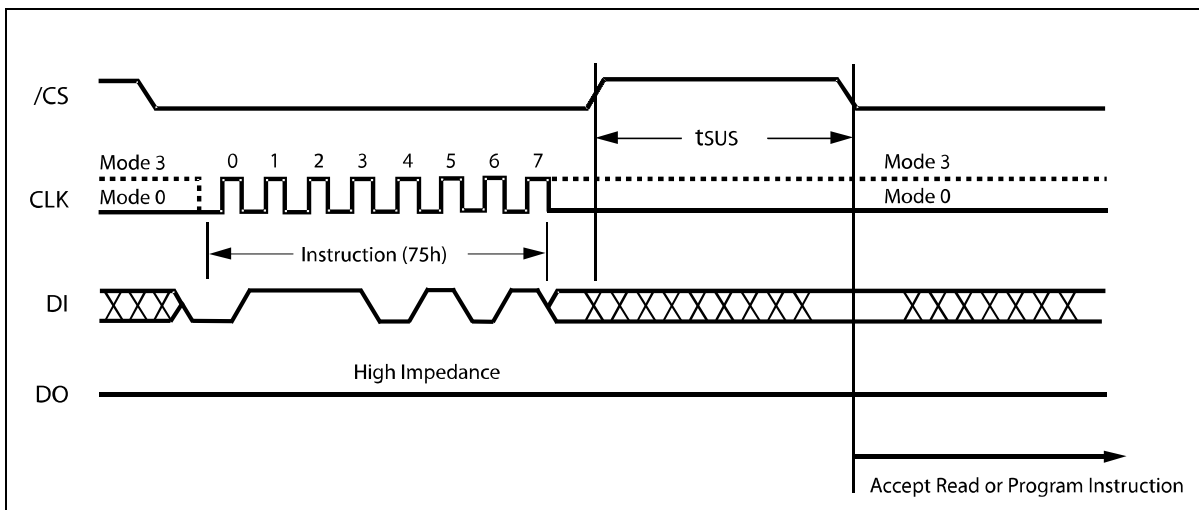 /CS
tSUS
Mode 3 0 1 2 3 4 5 6 7 Mode 3
CLK
Mode 0 Mode 0
Instruction (75h)
DI
High Impedance
DO
Accept Read or Program Instruction